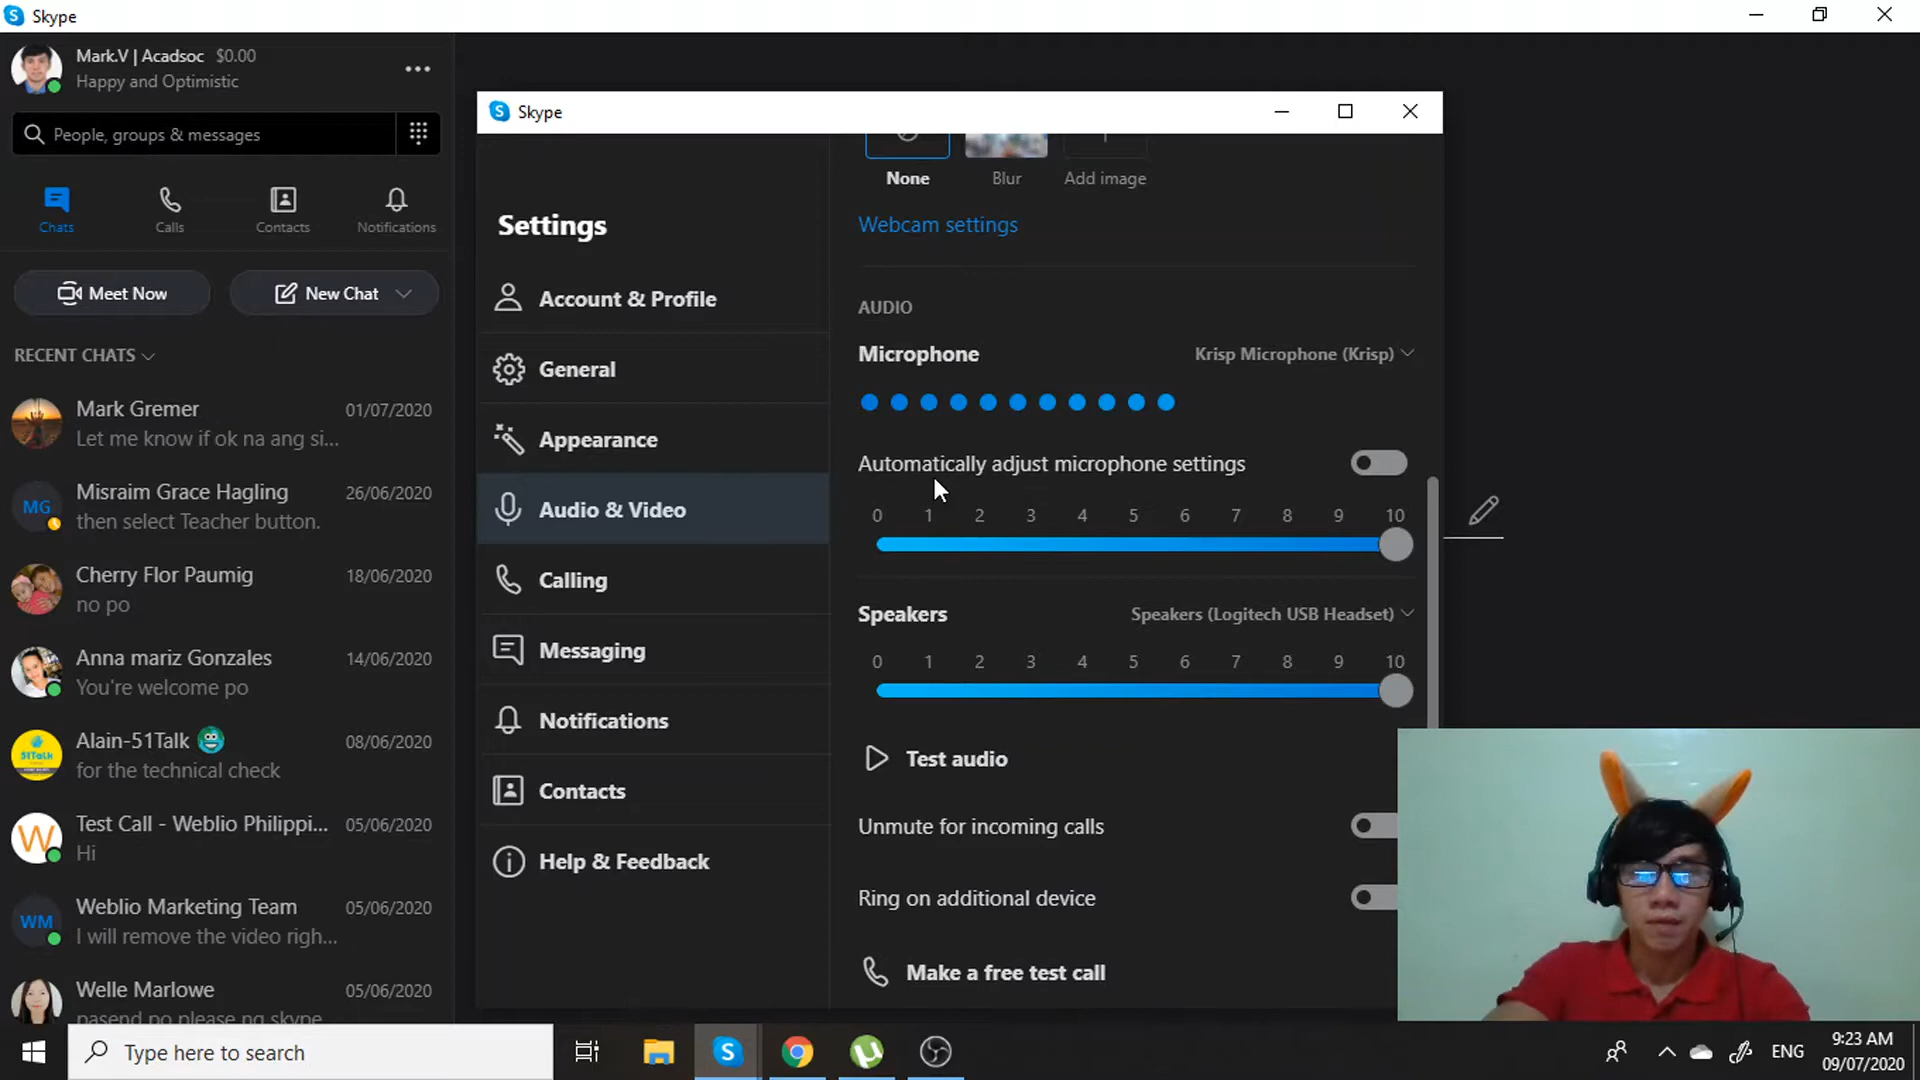 Skype
Mark.V | Acadsoc $0.00
Happy and Optimistic
People, groups & messages
Chats
Calls
Contacts
Notifications
Meet Now
New Chat
RECENT CHATS
Mark Gremer 01/07/2020
Let me know if ok na ang si...
MG
Misraim Grace Hagling 26/06/2020
then select Teacher button.
Cherry Flor Paumig 18/06/2020
no po
Anna mariz Gonzales 14/06/2020
You're welcome po
51Talk
Alain-51Talk 08/06/2020
for the technical check
W
Test Call - Weblio Philippi... 05/06/2020
Hi
WM
Weblio Marketing Team 05/06/2020
I will remove the video righ...
Welle Marlowe 05/06/2020
pasend po please ng skype
Skype
Settings
Account & Profile
General
Appearance
Audio & Video
Calling
Messaging
Notifications
Contacts
Help & Feedback
None
Blur
Add image
Webcam settings
AUDIO
Microphone Krisp Microphone (Krisp)
Automatically adjust microphone settings
0 1 2 3 4 5 6 7 8 9 10
Speakers Speakers (Logitech USB Headset)
0 1 2 3 4 5 6 7 8 9 10
Test audio
Unmute for incoming calls
Ring on additional device
Make a free test call
Type here to search
ENG
9:23 AM
09/07/2020